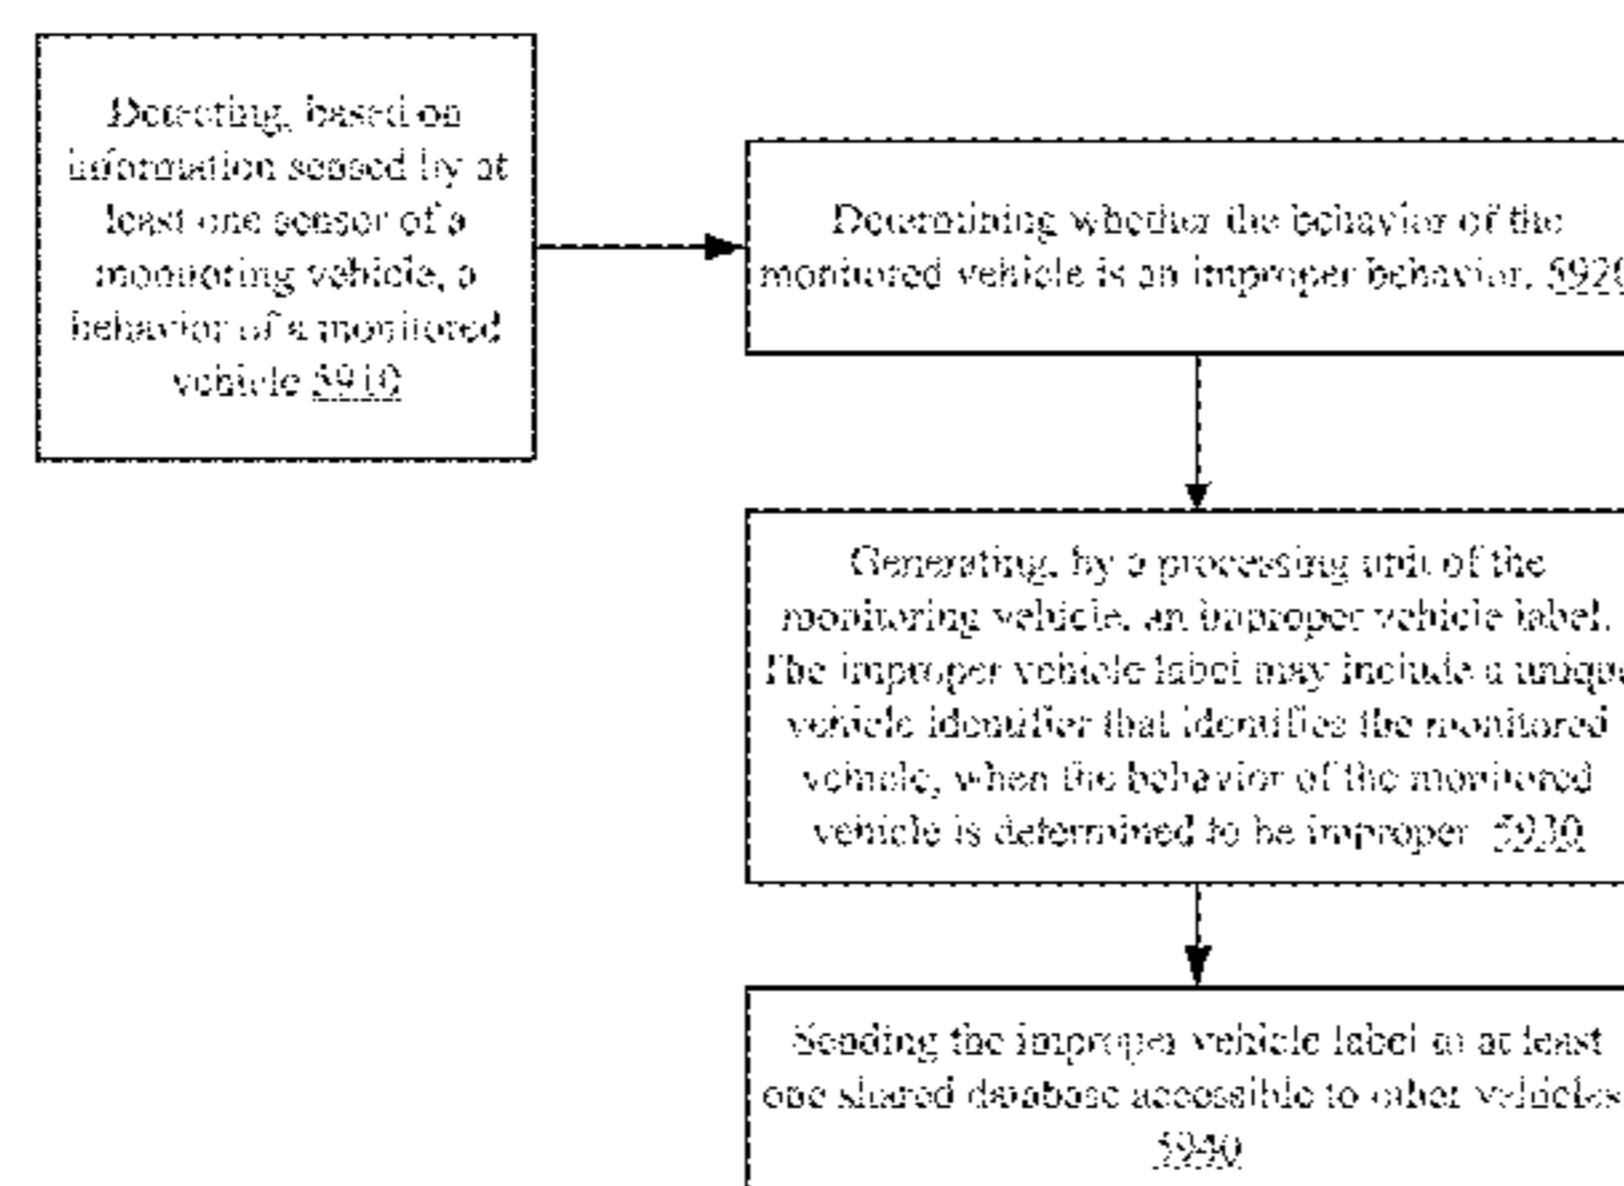 Detecting, based on
information sensed by at
least one sensor of a
monitoring vehicle, a
behavior of a monitored
vehicle 5910
Determining whether the behavior of the
monitored vehicle is an improper behavior. 5920
Generating, by a processing unit of the
monitoring vehicle, an improper vehicle label.
The improper vehicle label may include a unique
vehicle identifier that identifies the monitored
vehicle, when the behavior of the monitored
vehicle is determined to be improper 5930
Sending the improper vehicle label to at least
one shared database accessible to other vehicles
5940